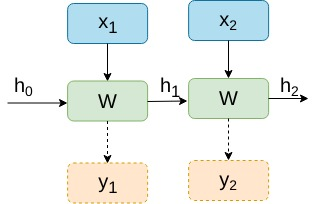 x₁ x₂
h₀ W h₁ W h₂
y₁ y₂